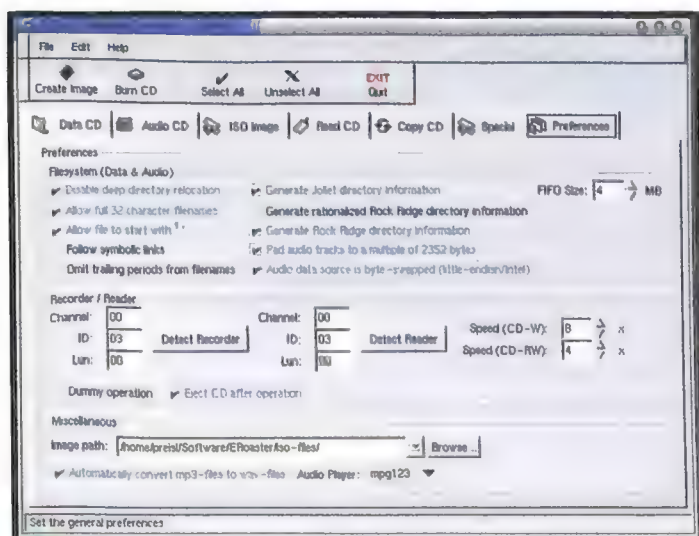 File Edit Help
Create Image Burn CD Select All Unselect All EXIT Quit
Data CD Audio CD ISO Image Read CD Copy CD Special Preferences
Preferences
Filesystem (Data & Audio)
Disable deep directory relocation Generate Joliet directory information FIFO Size: 4 MB
Allow full 32 character filenames Generate rationalized Rock Ridge directory information
Allow file to start with '.' Generate Rock Ridge directory information
Follow symbolic links Pad audio tracks to a multiple of 2352 bytes
Omit trailing periods from filenames Audio data source is byte-swapped (little-endian/Intel)
Recorder / Reader
Channel: 00 Channel: 00
ID: 03 Detect Recorder ID: 03 Detect Reader Speed (CD-W): 8 x
Lun: 00 Lun: 00 Speed (CD-RW): 4 x
Dummy operation Eject CD after operation
Miscellaneous
Image path: /home/preisl/Software/ERoaster/iso-files/ Browse ..
Automatically convert mp3-files to wav-files Audio Player: mpg123
Set the general preferences